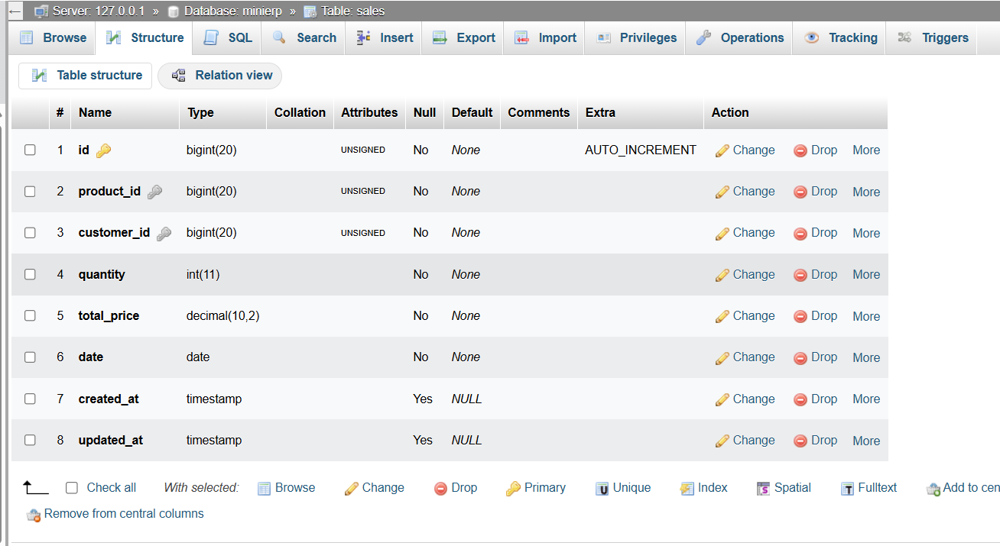 Server: 127.0.0.1 » Database: minierp » Table: sales
Browse Structure SQL Search Insert Export Import Privileges Operations Tracking Triggers
Table structure Relation view
# Name Type Collation Attributes Null Default Comments Extra Action
1 id bigint(20) UNSIGNED No None AUTO_INCREMENT Change Drop More
2 product_id bigint(20) UNSIGNED No None Change Drop More
3 customer_id bigint(20) UNSIGNED No None Change Drop More
4 quantity int(11) No None Change Drop More
5 total_price decimal(10,2) No None Change Drop More
6 date date No None Change Drop More
7 created_at timestamp Yes NULL Change Drop More
8 updated_at timestamp Yes NULL Change Drop More
Check all With selected: Browse Change Drop Primary Unique Index Spatial Fulltext Add to cen
Remove from central columns